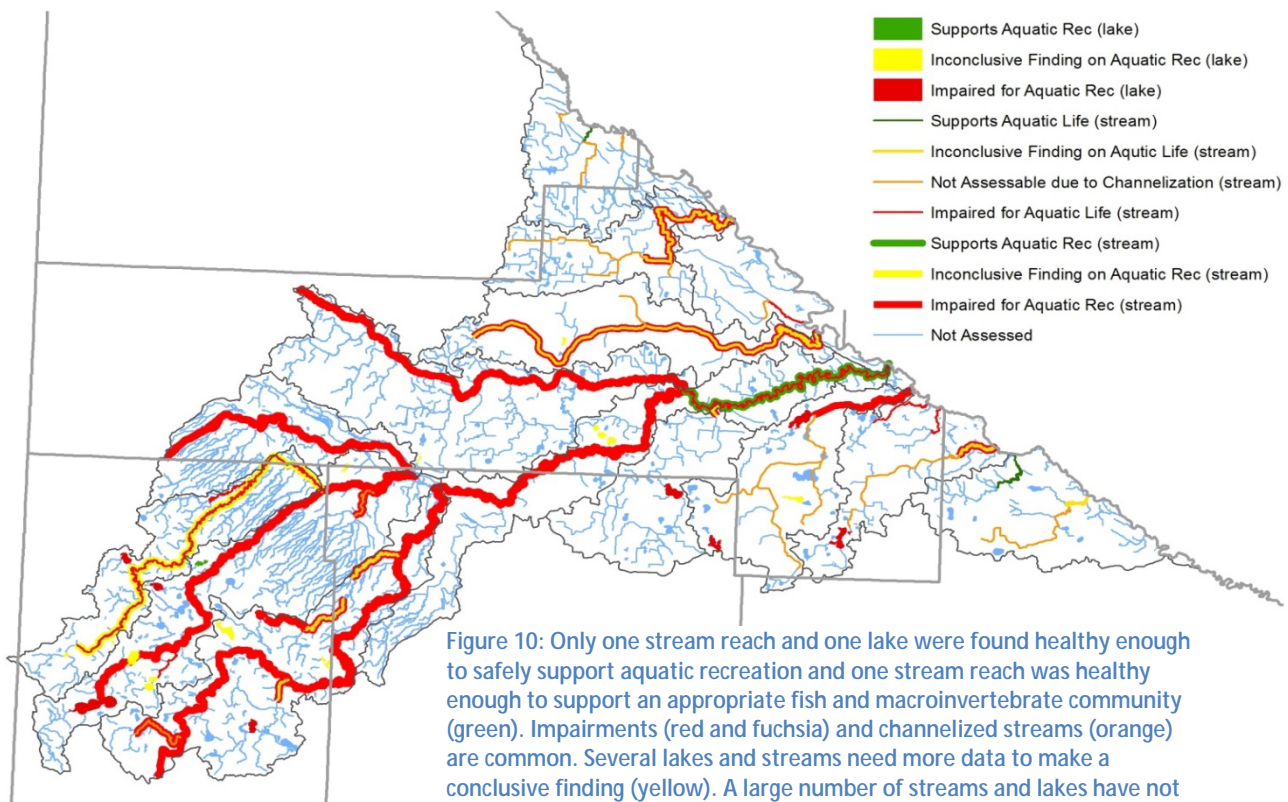 Supports Aquatic Rec (lake)
Inconclusive Finding on Aquatic Rec (lake)
Impaired for Aquatic Rec (lake)
Supports Aquatic Life (stream)
Inconclusive Finding on Aqutic Life (stream)
Not Assessable due to Channelization (stream)
Impaired for Aquatic Life (stream)
Supports Aquatic Rec (stream)
Inconclusive Finding on Aquatic Rec (stream)
Impaired for Aquatic Rec (stream)
Not Assessed
Figure 10: Only one stream reach and one lake were found healthy enough
to safely support aquatic recreation and one stream reach was healthy
enough to support an appropriate fish and macroinvertebrate community
(green). Impairments (red and fuchsia) and channelized streams (orange)
are common. Several lakes and streams need more data to make a
conclusive finding (yellow). A large number of streams and lakes have not